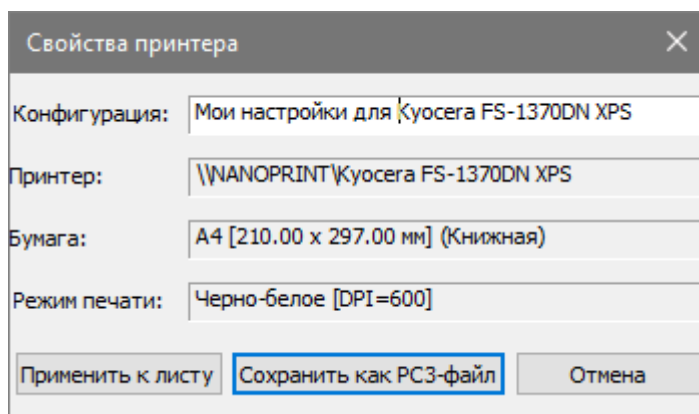 Свойства принтера
Конфигурация: Мои настройки для Kyocera FS-1370DN XPS
Принтер: \\NANOPRINT\Kyocera FS-1370DN XPS
Бумага: A4 [210.00 x 297.00 мм] (Книжная)
Режим печати: Черно-белое [DPI=600]
Применить к листу Сохранить как PC3-файл Отмена